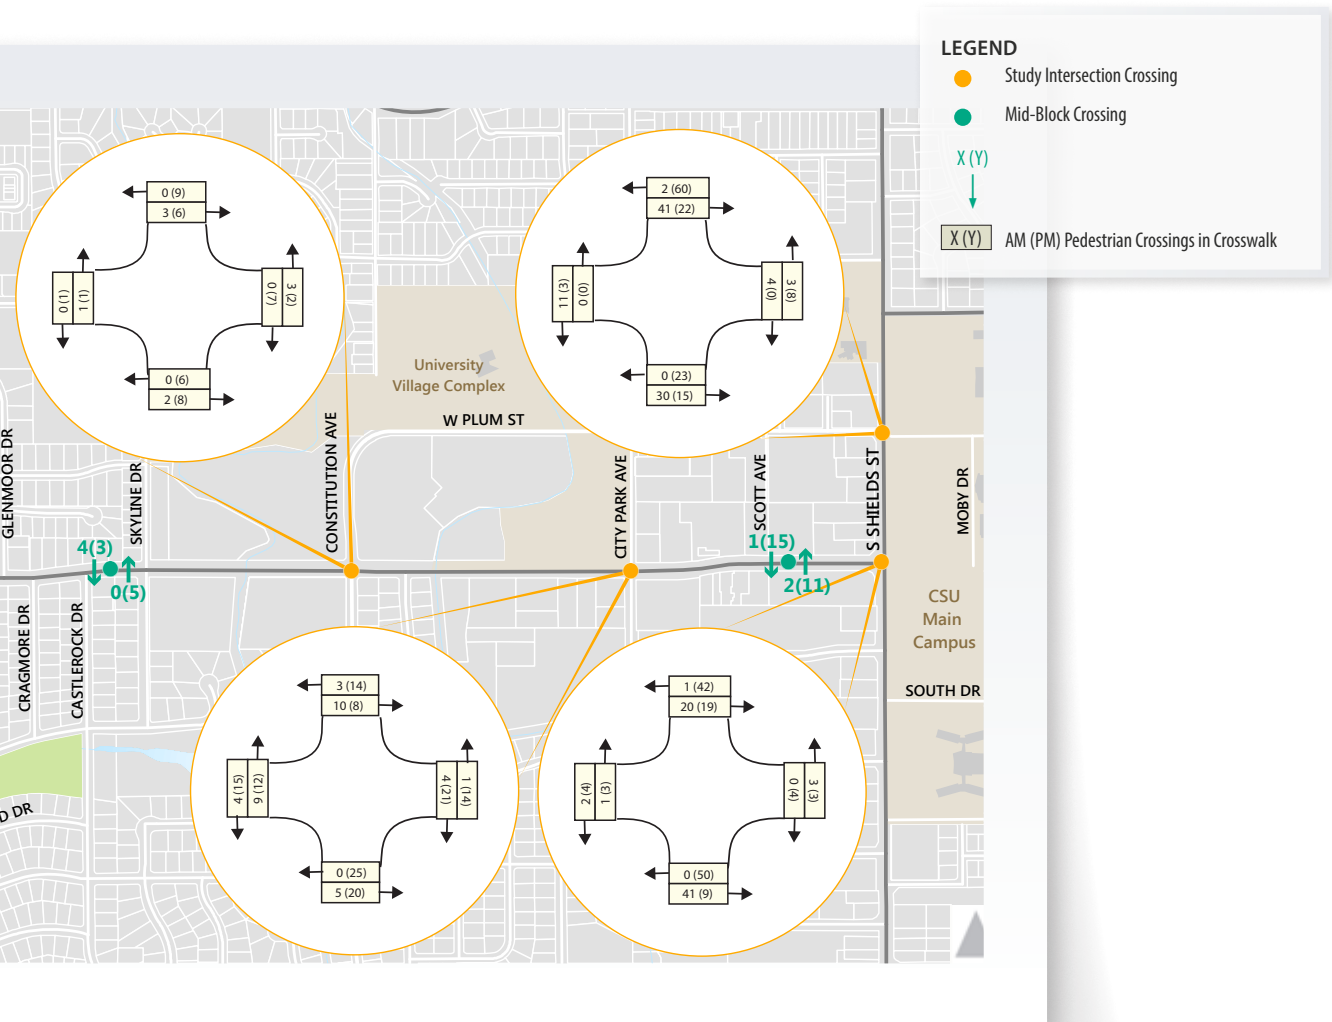 LEGEND
Study Intersection Crossing
Mid-Block Crossing
X (Y)
X (Y)
AM (PM) Pedestrian Crossings in Crosswalk
0 (9)
3 (6)
0 (1)
1 (1)
0 (7)
3 (2)
0 (6)
2 (8)
2 (60)
41 (22)
11 (3)
0 (0)
4 (0)
3 (8)
0 (23)
30 (15)
University
Village Complex
W PLUM ST
GLENMOOR DR
SKYLINE DR
CONSTITUTION AVE
CITY PARK AVE
SCOTT AVE
S SHIELDS ST
MOBY DR
4(3)
0(5)
1(15)
2(11)
CRAGMORE DR
CASTLEROCK DR
CSU
Main
Campus
SOUTH DR
D DR
3 (14)
10 (8)
4 (15)
9 (12)
4 (21)
1 (14)
0 (25)
5 (20)
1 (42)
20 (19)
2 (4)
1 (3)
0 (4)
3 (3)
0 (50)
41 (9)